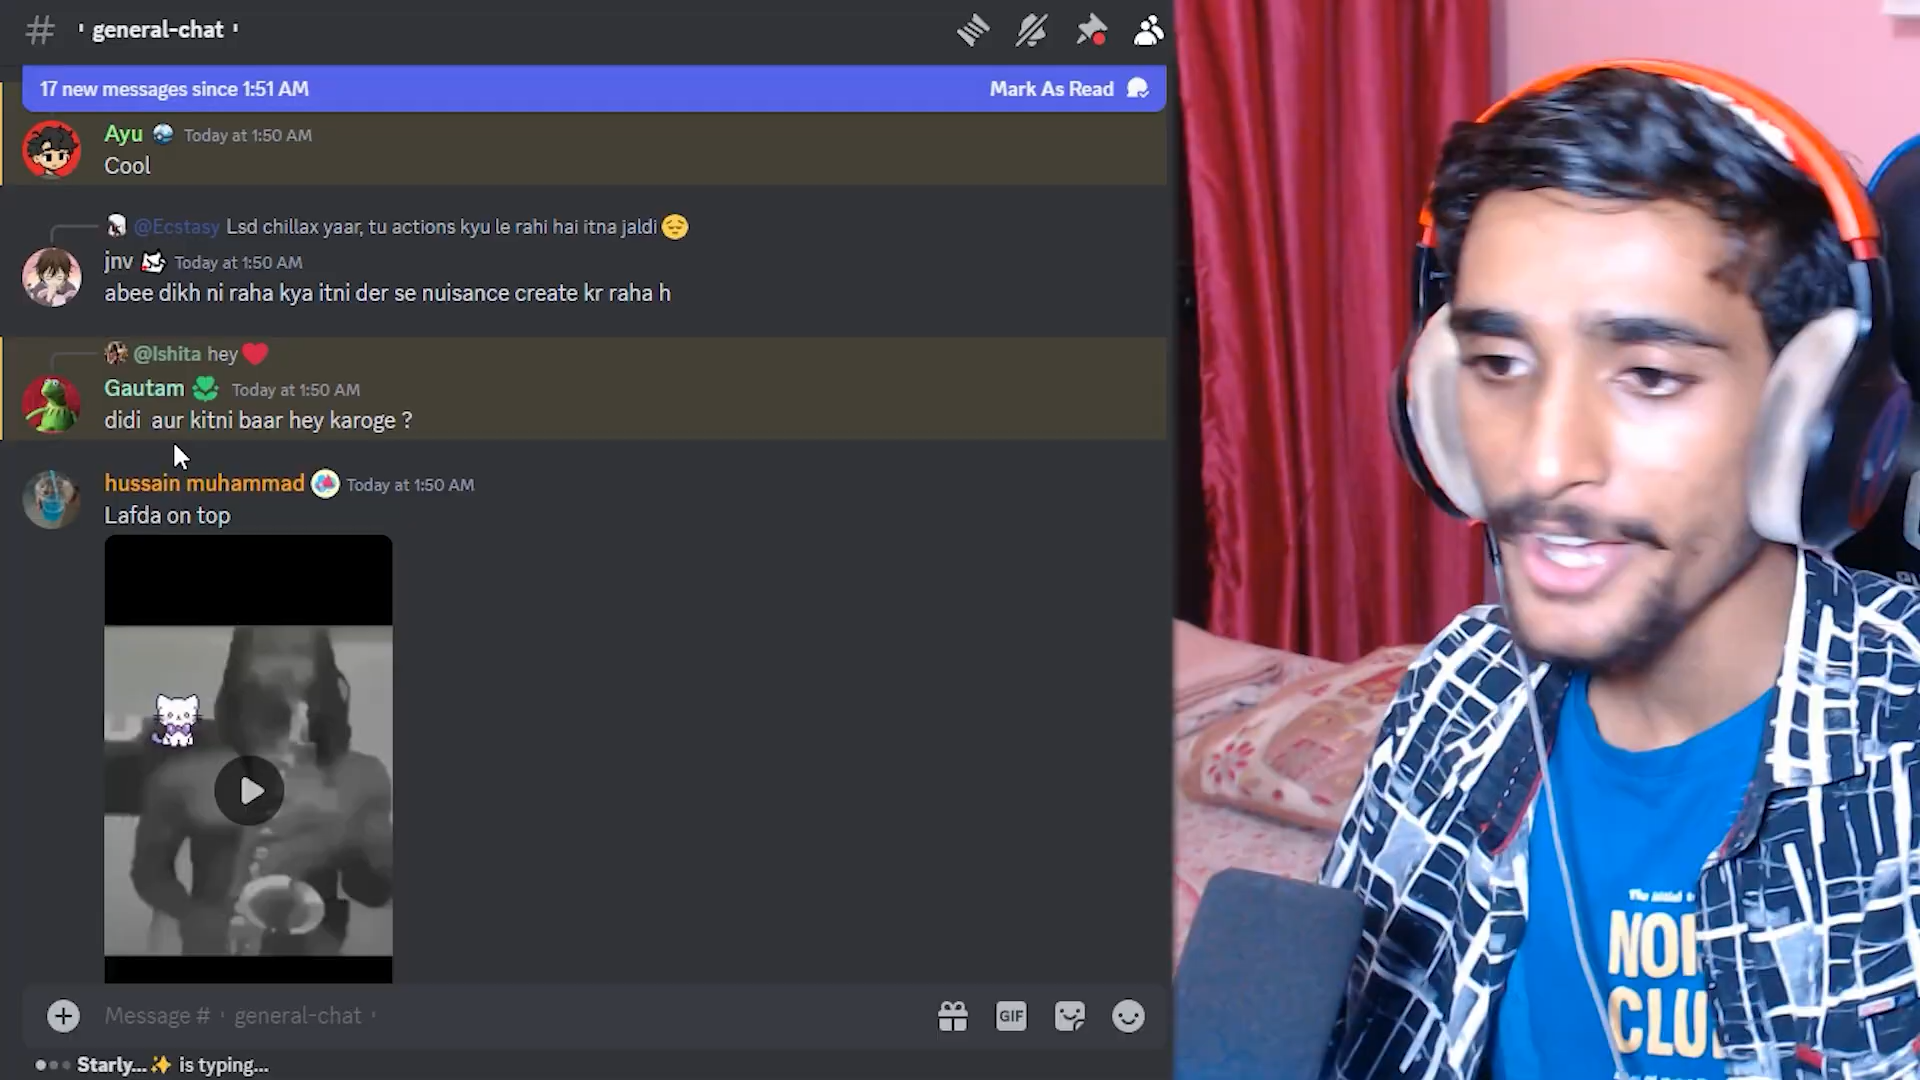 ' general-chat '
17 new messages since 1:51 AM
Mark As Read
Ayu Today at 1:50 AM
Cool
@Ecstasy Lsd chillax yaar, tu actions kyu le rahi hai itna jaldi 😔
jnv Today at 1:50 AM
abee dikh ni raha kya itni der se nuisance create kr raha h
@Ishita hey ❤️
Gautam Today at 1:50 AM
didi aur kitni baar hey karoge ?
hussain muhammad Today at 1:50 AM
Lafda on top
Message # ' general-chat '
GIF
Starly...✨ is typing...
CLU